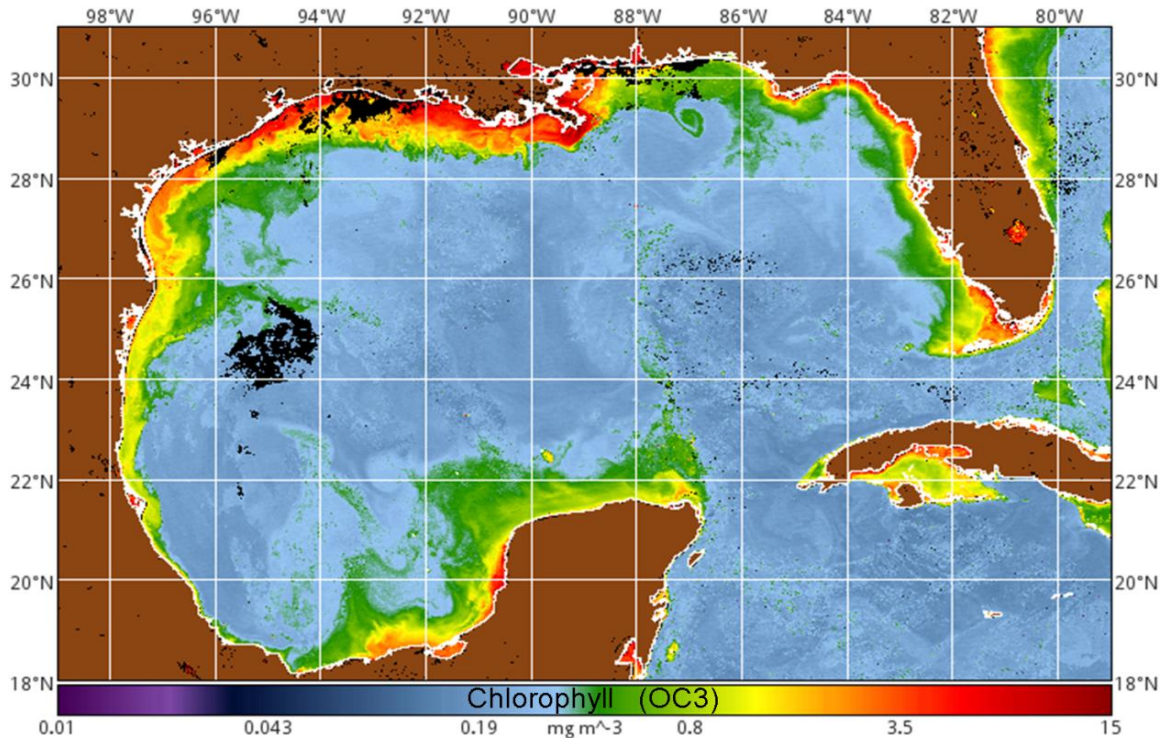 98°W 96°W 94°W 92°W 90°W 88°W 86°W 84°W 82°W 80°W
30°N 30°N
28°N 28°N
26°N 26°N
24°N 24°N
22°N 22°N
20°N 20°N
18°N 18°N
Chlorophyll (OC3)
0.01 0.043 0.19 mg m^-3 0.8 3.5 15